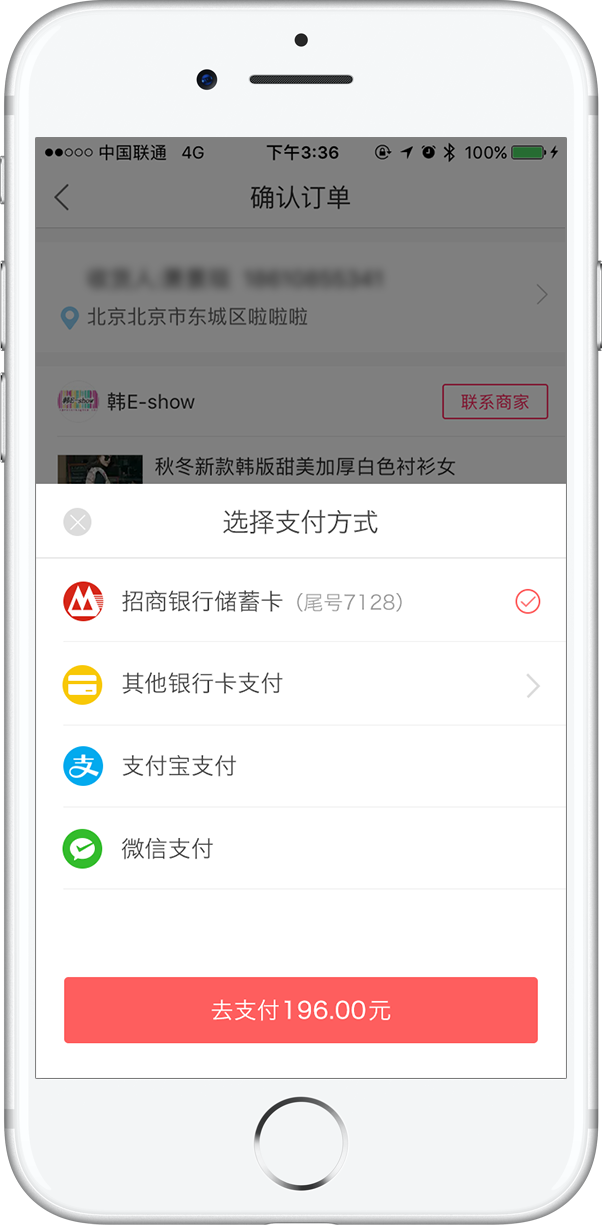 中国联通 4G 下午3:36 100%
确认订单
北京北京市东城区啦啦啦
韩E-show 联系商家
秋冬新款韩版甜美加厚白色衬衫女
选择支付方式
招商银行储蓄卡（尾号7128）
其他银行卡支付
支付宝支付
微信支付
去支付196.00元